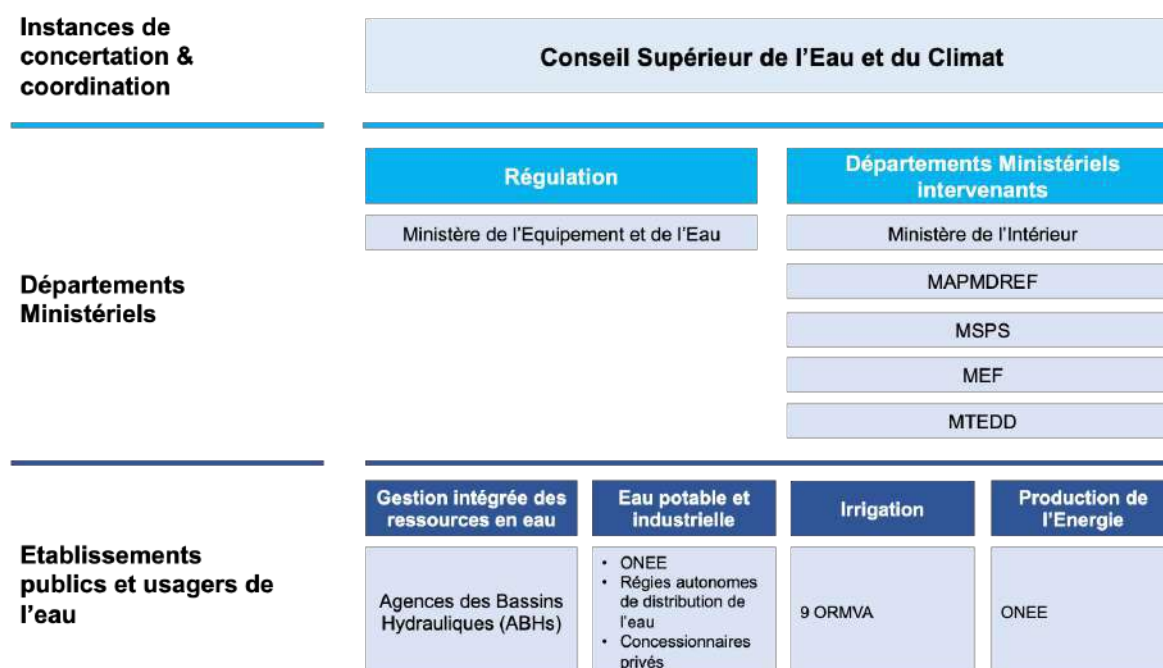 Instances de
concertation &
coordination
Conseil Supérieur de l'Eau et du Climat
Départements
Ministériels
Régulation
Ministère de l'Equipement et de l'Eau
Départements Ministériels
intervenants
Ministère de l'Intérieur
MAPMDREF
MSPS
MEF
MTEDD
Etablissements
publics et usagers de
l'eau
Gestion intégrée des
ressources en eau
Agences des Bassins
Hydrauliques (ABHs)
Eau potable et
industrielle
• ONEE
• Régies autonomes
de distribution de
l'eau
• Concessionnaires
privés
Irrigation
9 ORMVA
Production de
l'Energie
ONEE